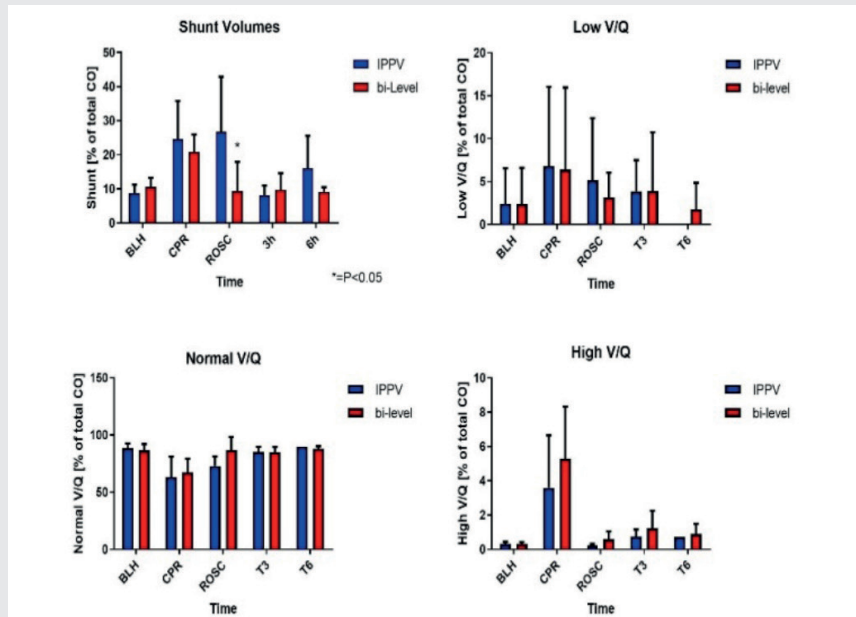 Shunt Volumes
Shunt [% of total CO]
50
40
30
20
10
0
*
IPPV
bi-Level
BLH
CPR
ROSC
3h
6h
Time
*=P<0.05
Low V/Q
Low V/Q [% of total CO]
20
15
10
5
0
IPPV
bi-level
BLH
CPR
ROSC
T3
T6
Time
Normal V/Q
Normal V/Q [% of total CO]
150
100
50
0
IPPV
bi-level
BLH
CPR
ROSC
T3
T6
Time
High V/Q
High V/Q [% of total CO]
10
8
6
4
2
0
IPPV
bi-level
BLH
CPR
ROSC
T3
T6
Time